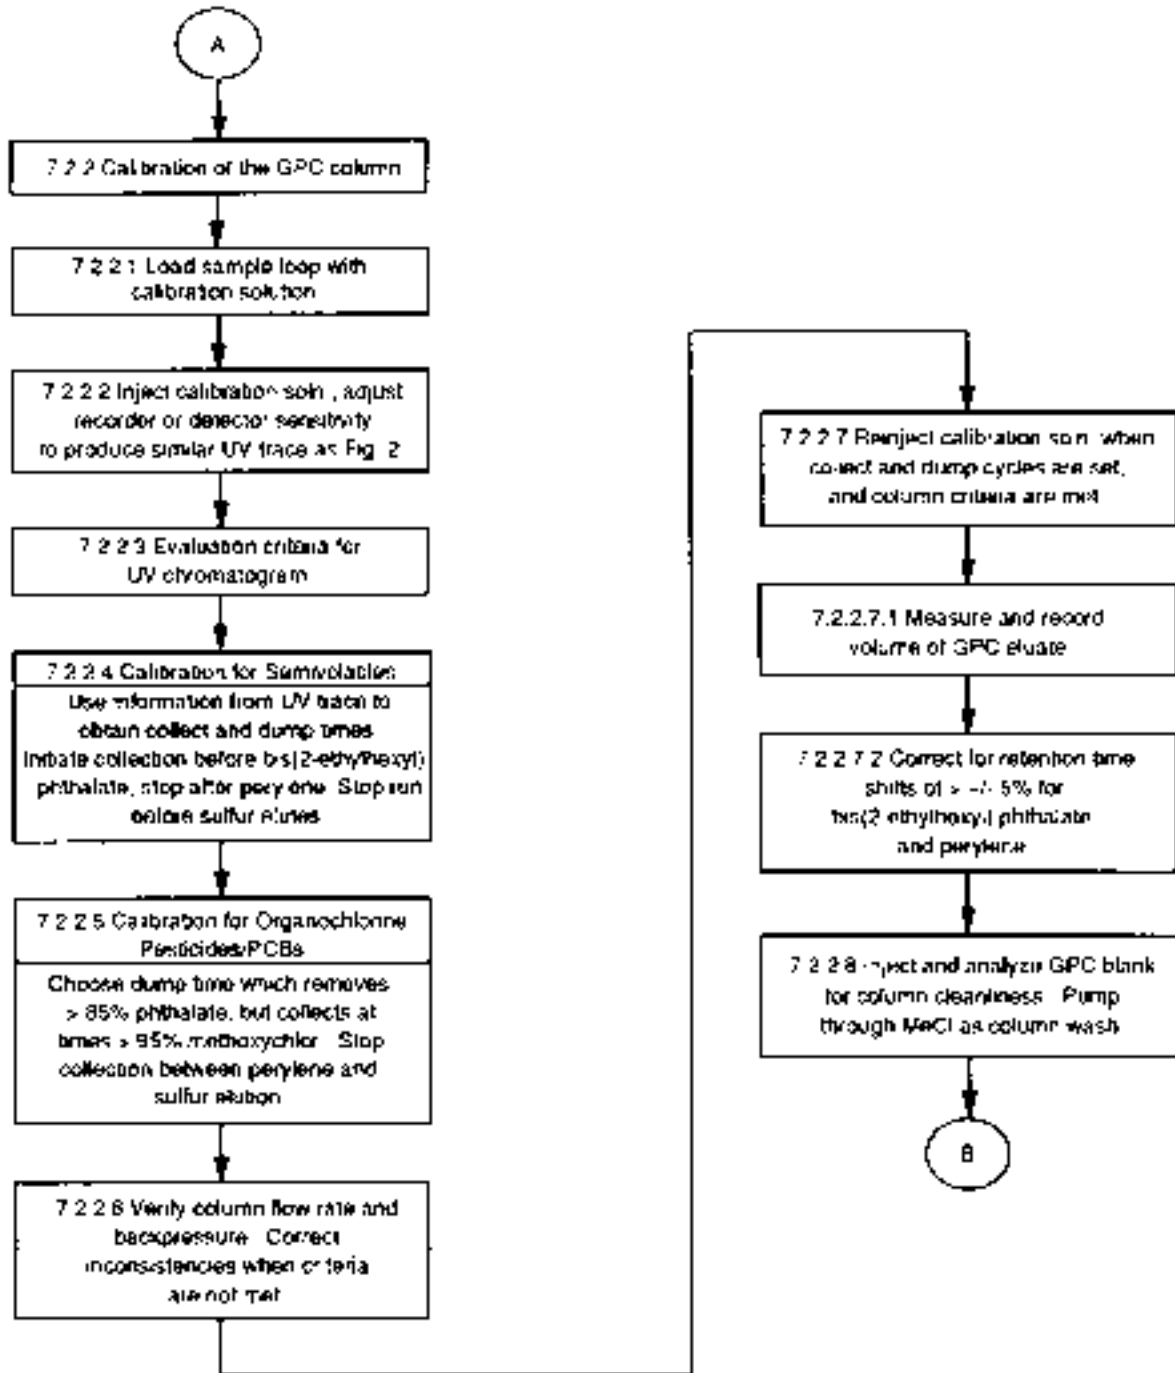 A
7.2.2 Calibration of the GPC column
7.2.2.1 Load sample loop with
calibration solution
7.2.2.2 Inject calibration soln., adjust
recorder or detector sensitivity
to produce similar UV trace as Fig. 2
7.2.2.3 Evaluation criteria for
UV chromatogram
7.2.2.4 Calibration for Semivolatiles
Use information from UV trace to
obtain collect and dump times
Initiate collection before bis(2-ethylhexyl)
phthalate, stop after perylene. Stop run
before sulfur elutes
7.2.2.5 Calibration for Organochlorine
Pesticides/PCBs
Choose dump time which removes
> 85% phthalate, but collects at
times > 95% methoxychlor. Stop
collection between perylene and
sulfur elution
7.2.2.6 Verify column flow rate and
backpressure. Correct
inconsistencies when criteria
are not met
7.2.2.7 Reinject calibration soln. when
collect and dump cycles are set,
and column criteria are met
7.2.2.7.1 Measure and record
volume of GPC eluate
7.2.2.7.2 Correct for retention time
shifts of > +/- 5% for
bis(2-ethylhexyl) phthalate
and perylene
7.2.2.8 Inject and analyze GPC blank
for column cleanliness. Pump
through MeCl as column wash
B